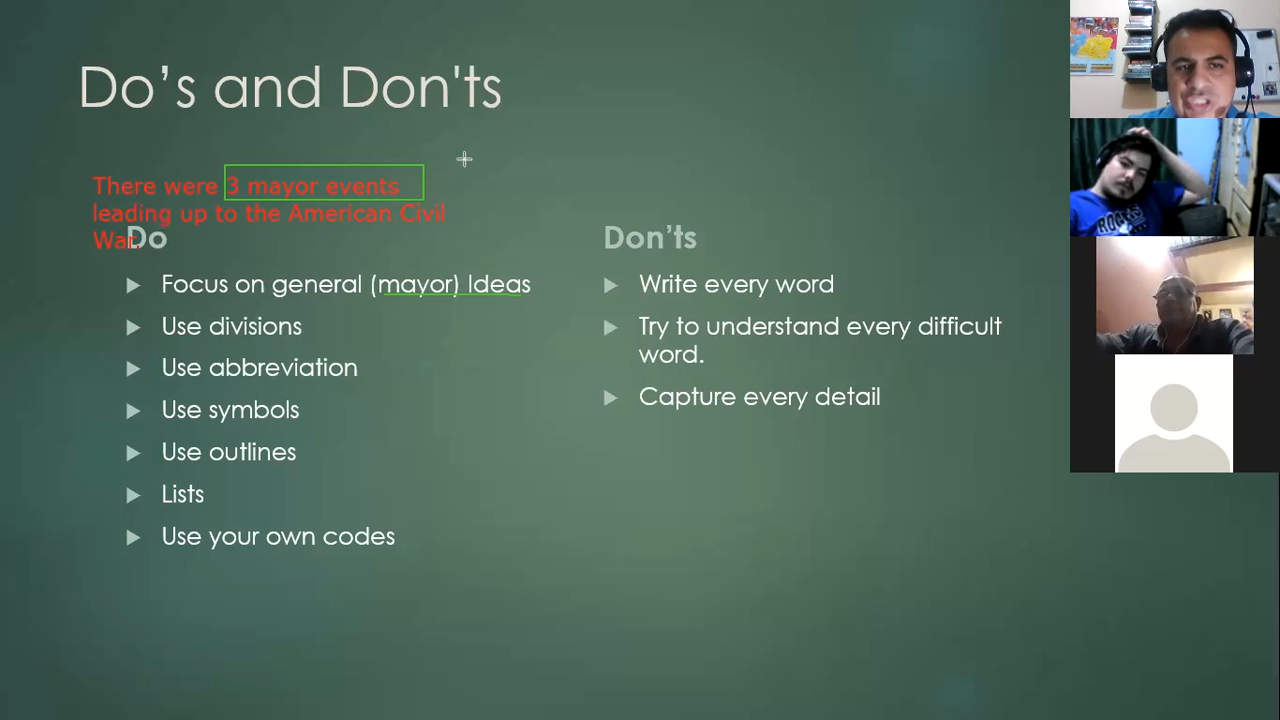 Do's and Don'ts
There were 3 mayor events
leading up to the American Civil
War.
Do
Focus on general (mayor) Ideas
Use divisions
Use abbreviation
Use symbols
Use outlines
Lists
Use your own codes
Don'ts
Write every word
Try to understand every difficult
word.
Capture every detail